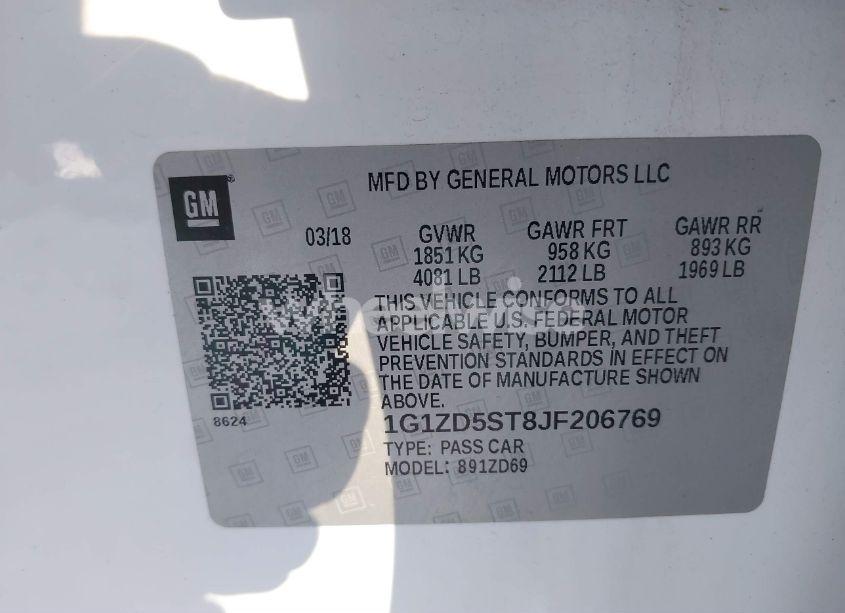 MFD BY GENERAL MOTORS LLC
GM
03/18
GVWR
1851 KG
4081 LB
GAWR FRT
958 KG
2112 LB
GAWR RR
893 KG
1969 LB
THIS VEHICLE CONFORMS TO ALL
APPLICABLE U.S. FEDERAL MOTOR
VEHICLE SAFETY, BUMPER, AND THEFT
PREVENTION STANDARDS IN EFFECT ON
THE DATE OF MANUFACTURE SHOWN
ABOVE.
8624
1G1ZD5ST8JF206769
TYPE: PASS CAR
MODEL: 891ZD69